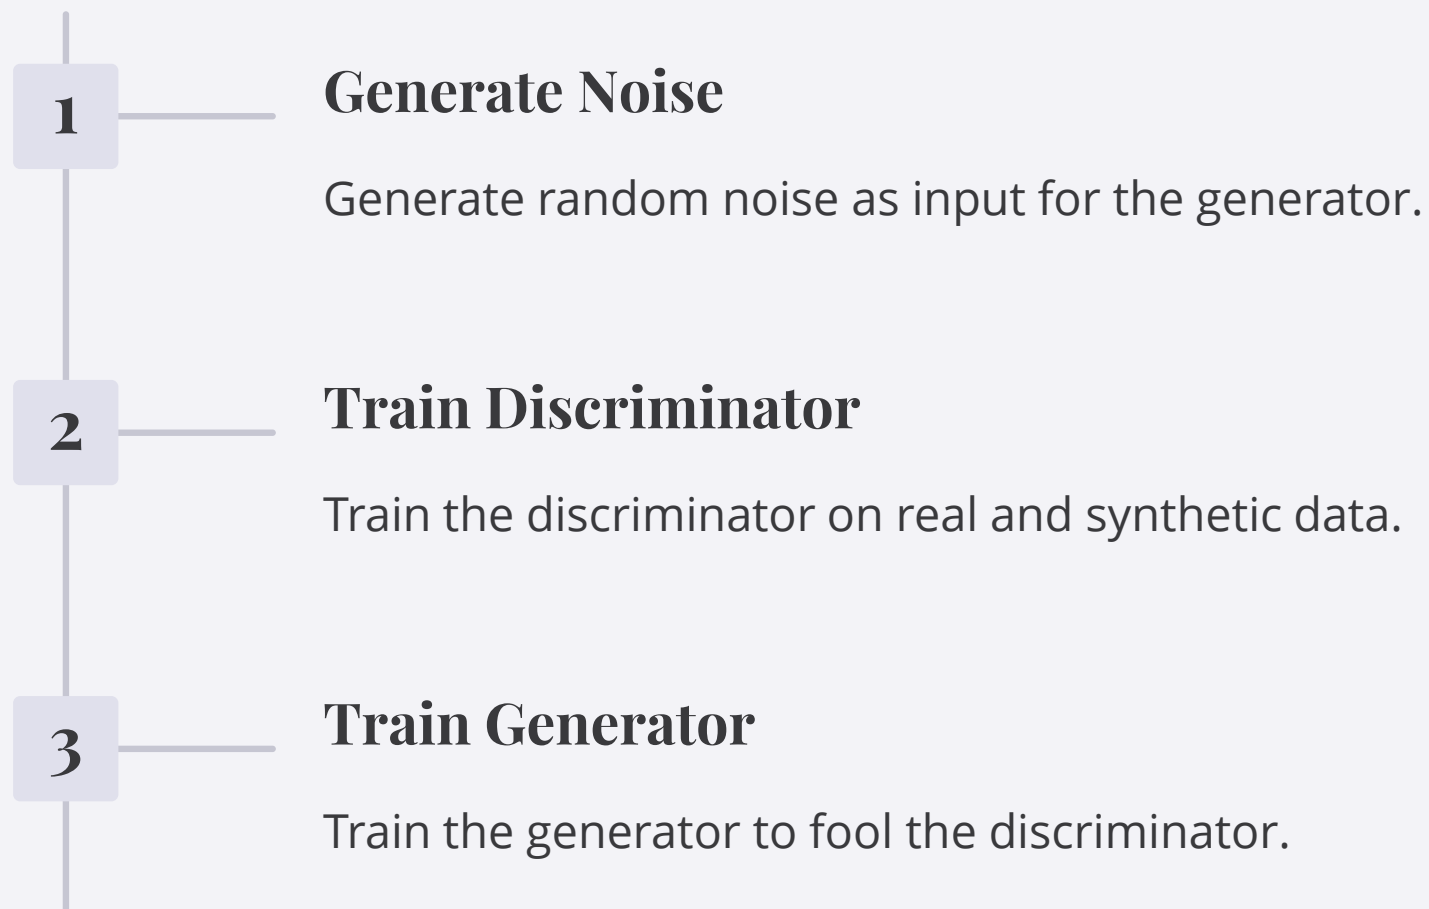 1
Generate Noise
Generate random noise as input for the generator.
2
Train Discriminator
Train the discriminator on real and synthetic data.
3
Train Generator
Train the generator to fool the discriminator.